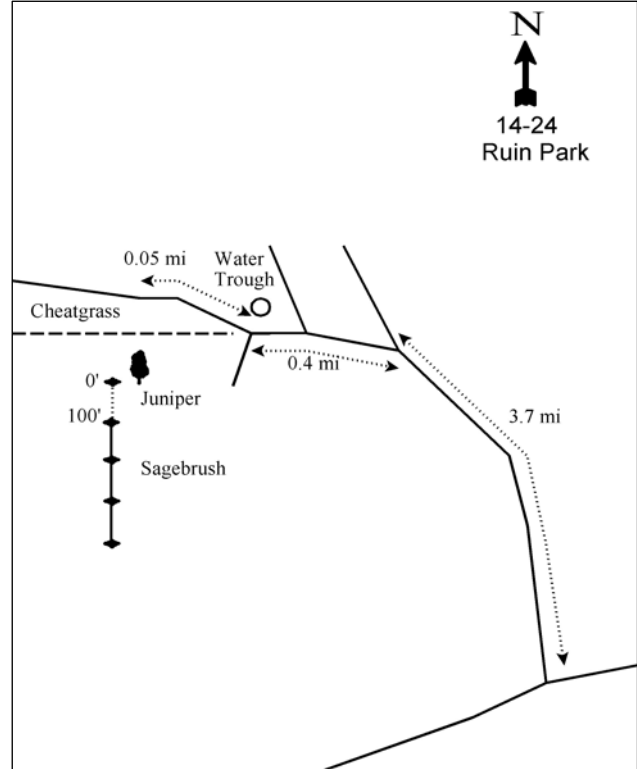 N
14-24
Ruin Park
0.05 mi
Water
Trough
Cheatgrass
0.4 mi
0'
Juniper
100'
3.7 mi
Sagebrush